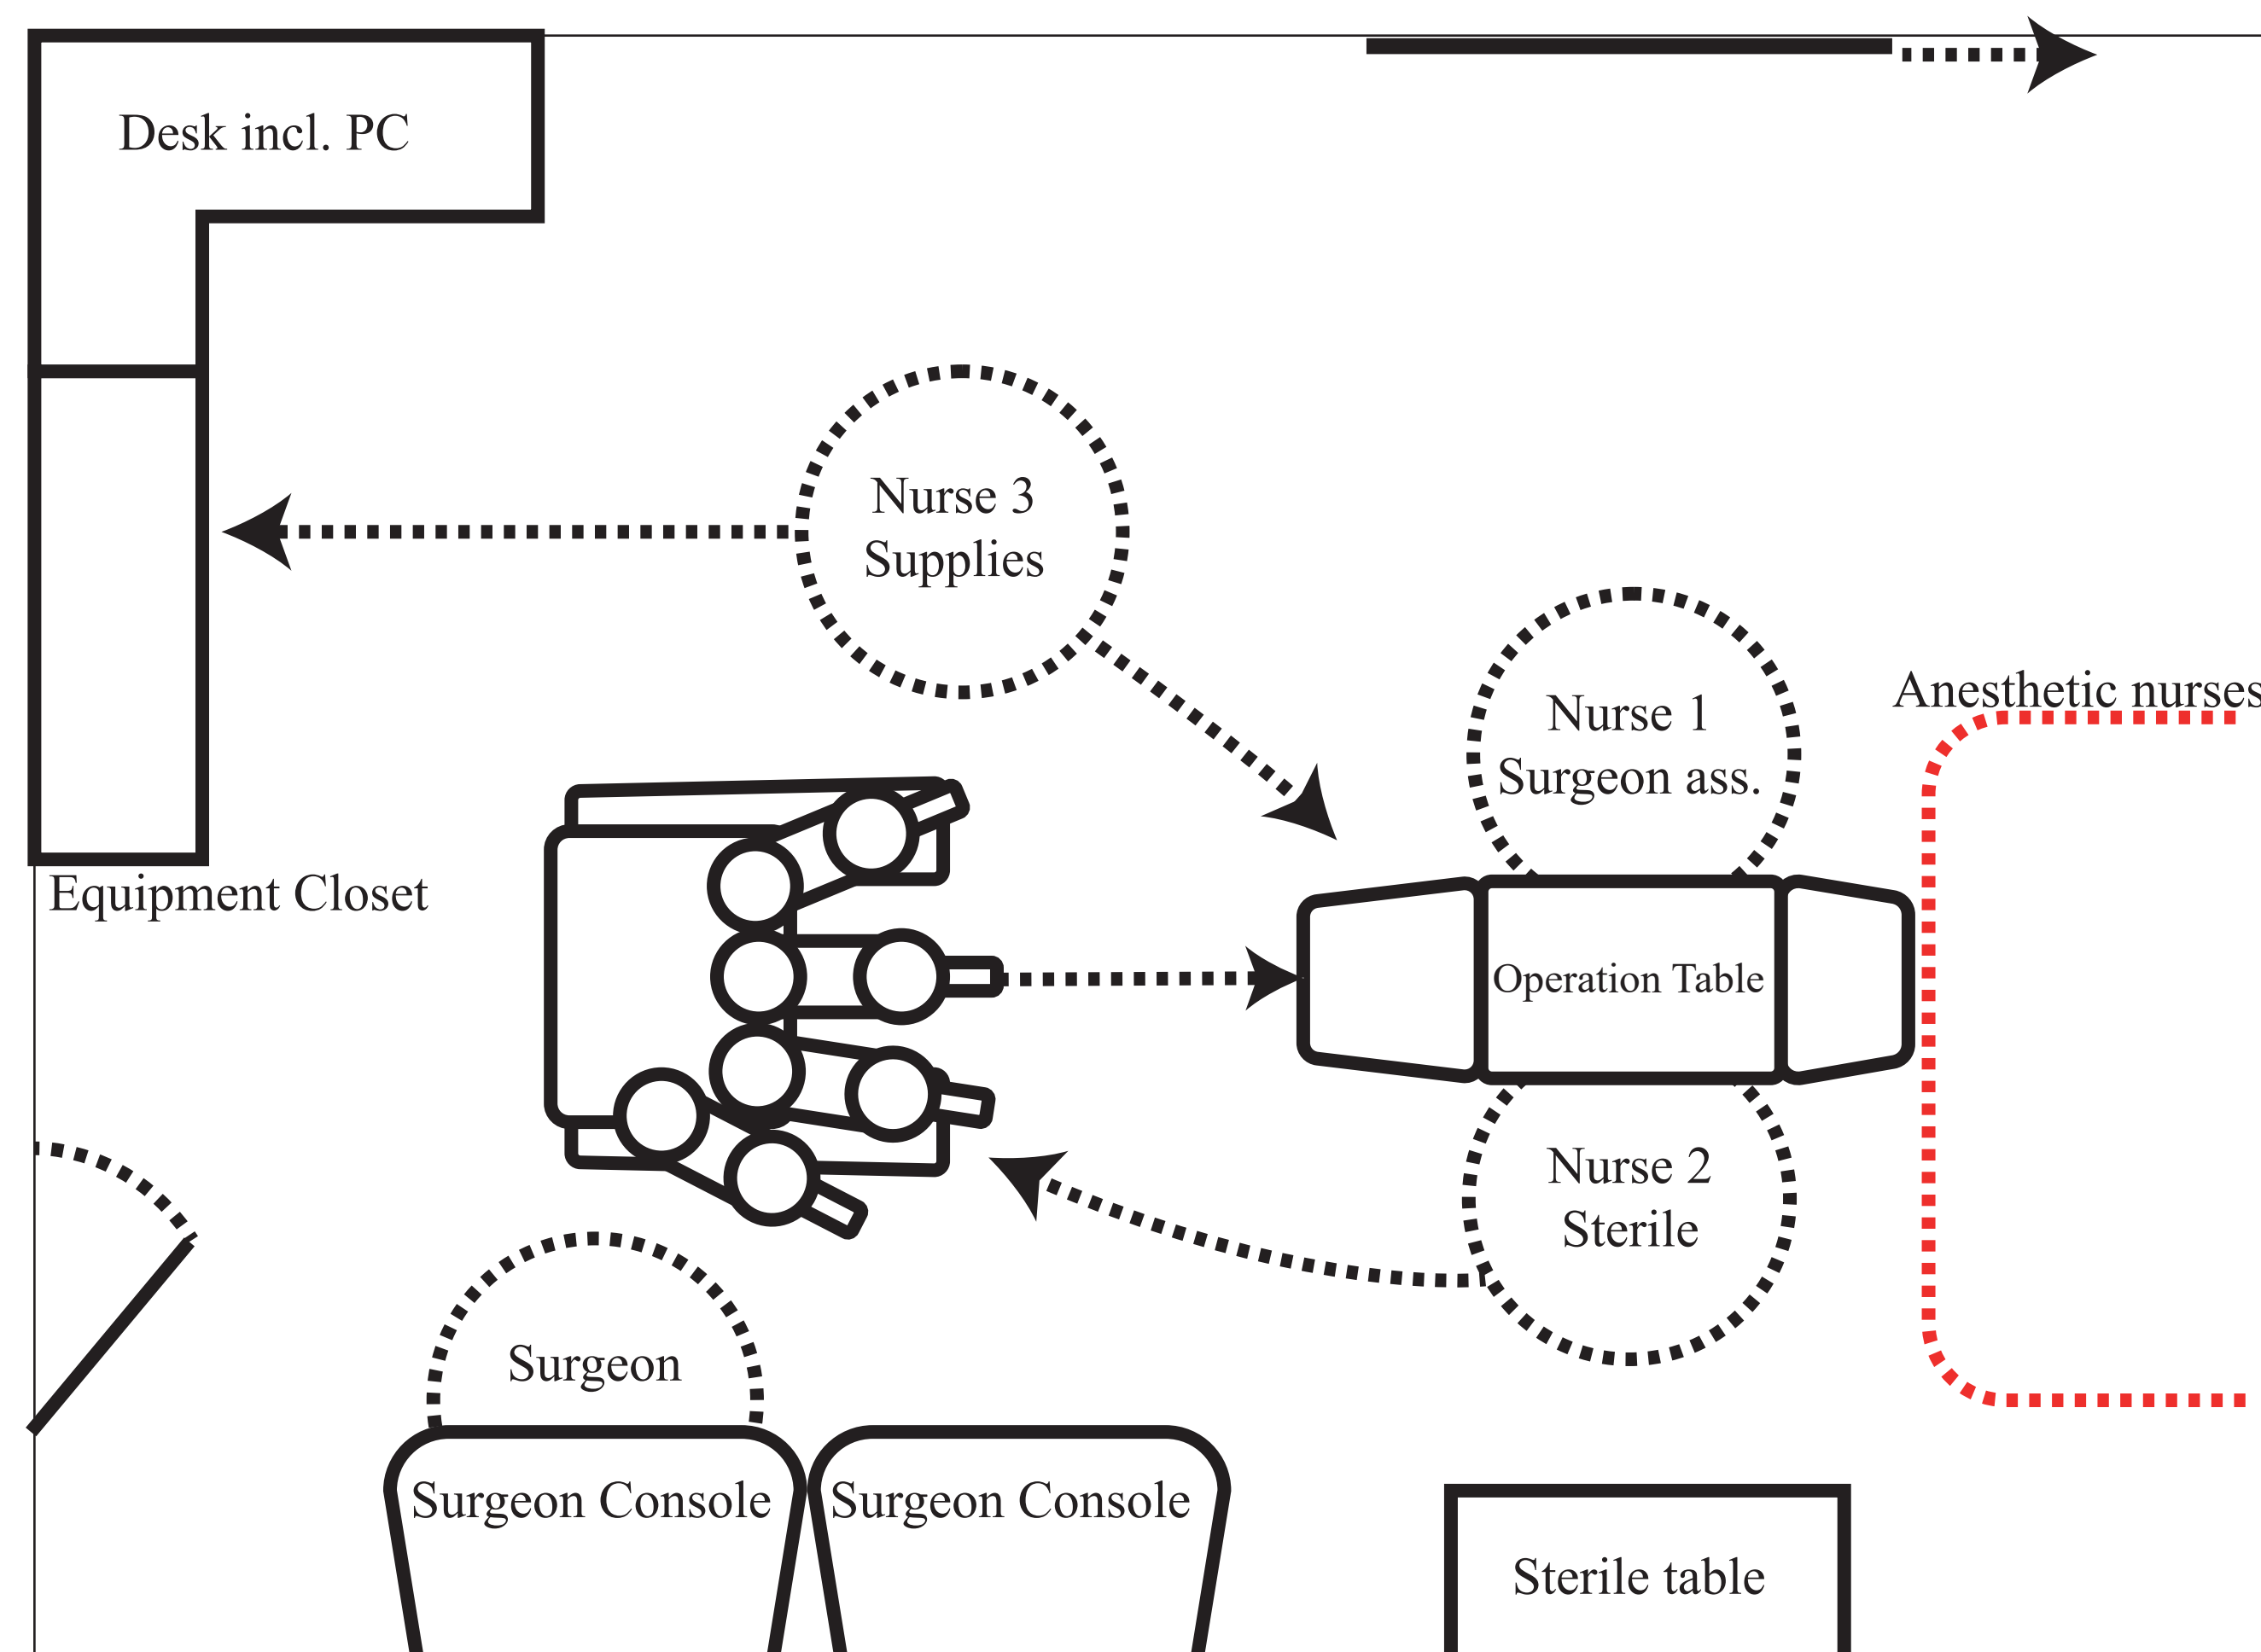 Desk incl. PC
Nurse 3
Supplies
Nurse 1
Surgeon ass.
Anesthetic nurses
Equipment Closet
Operation Table
Nurse 2
Sterile
Surgeon
Surgeon Console
Surgeon Console
Sterile table